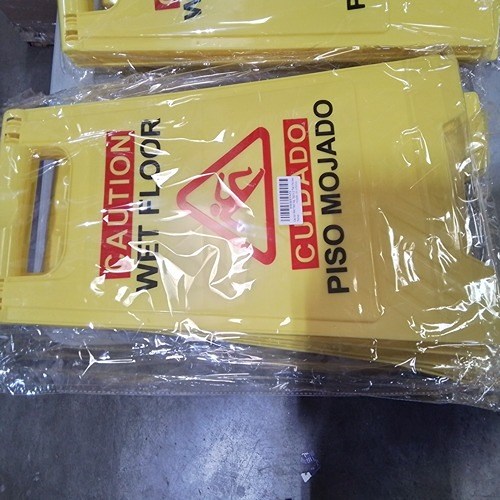 CAUTION
WET FLOOR
CUIDADO
PISO MOJADO